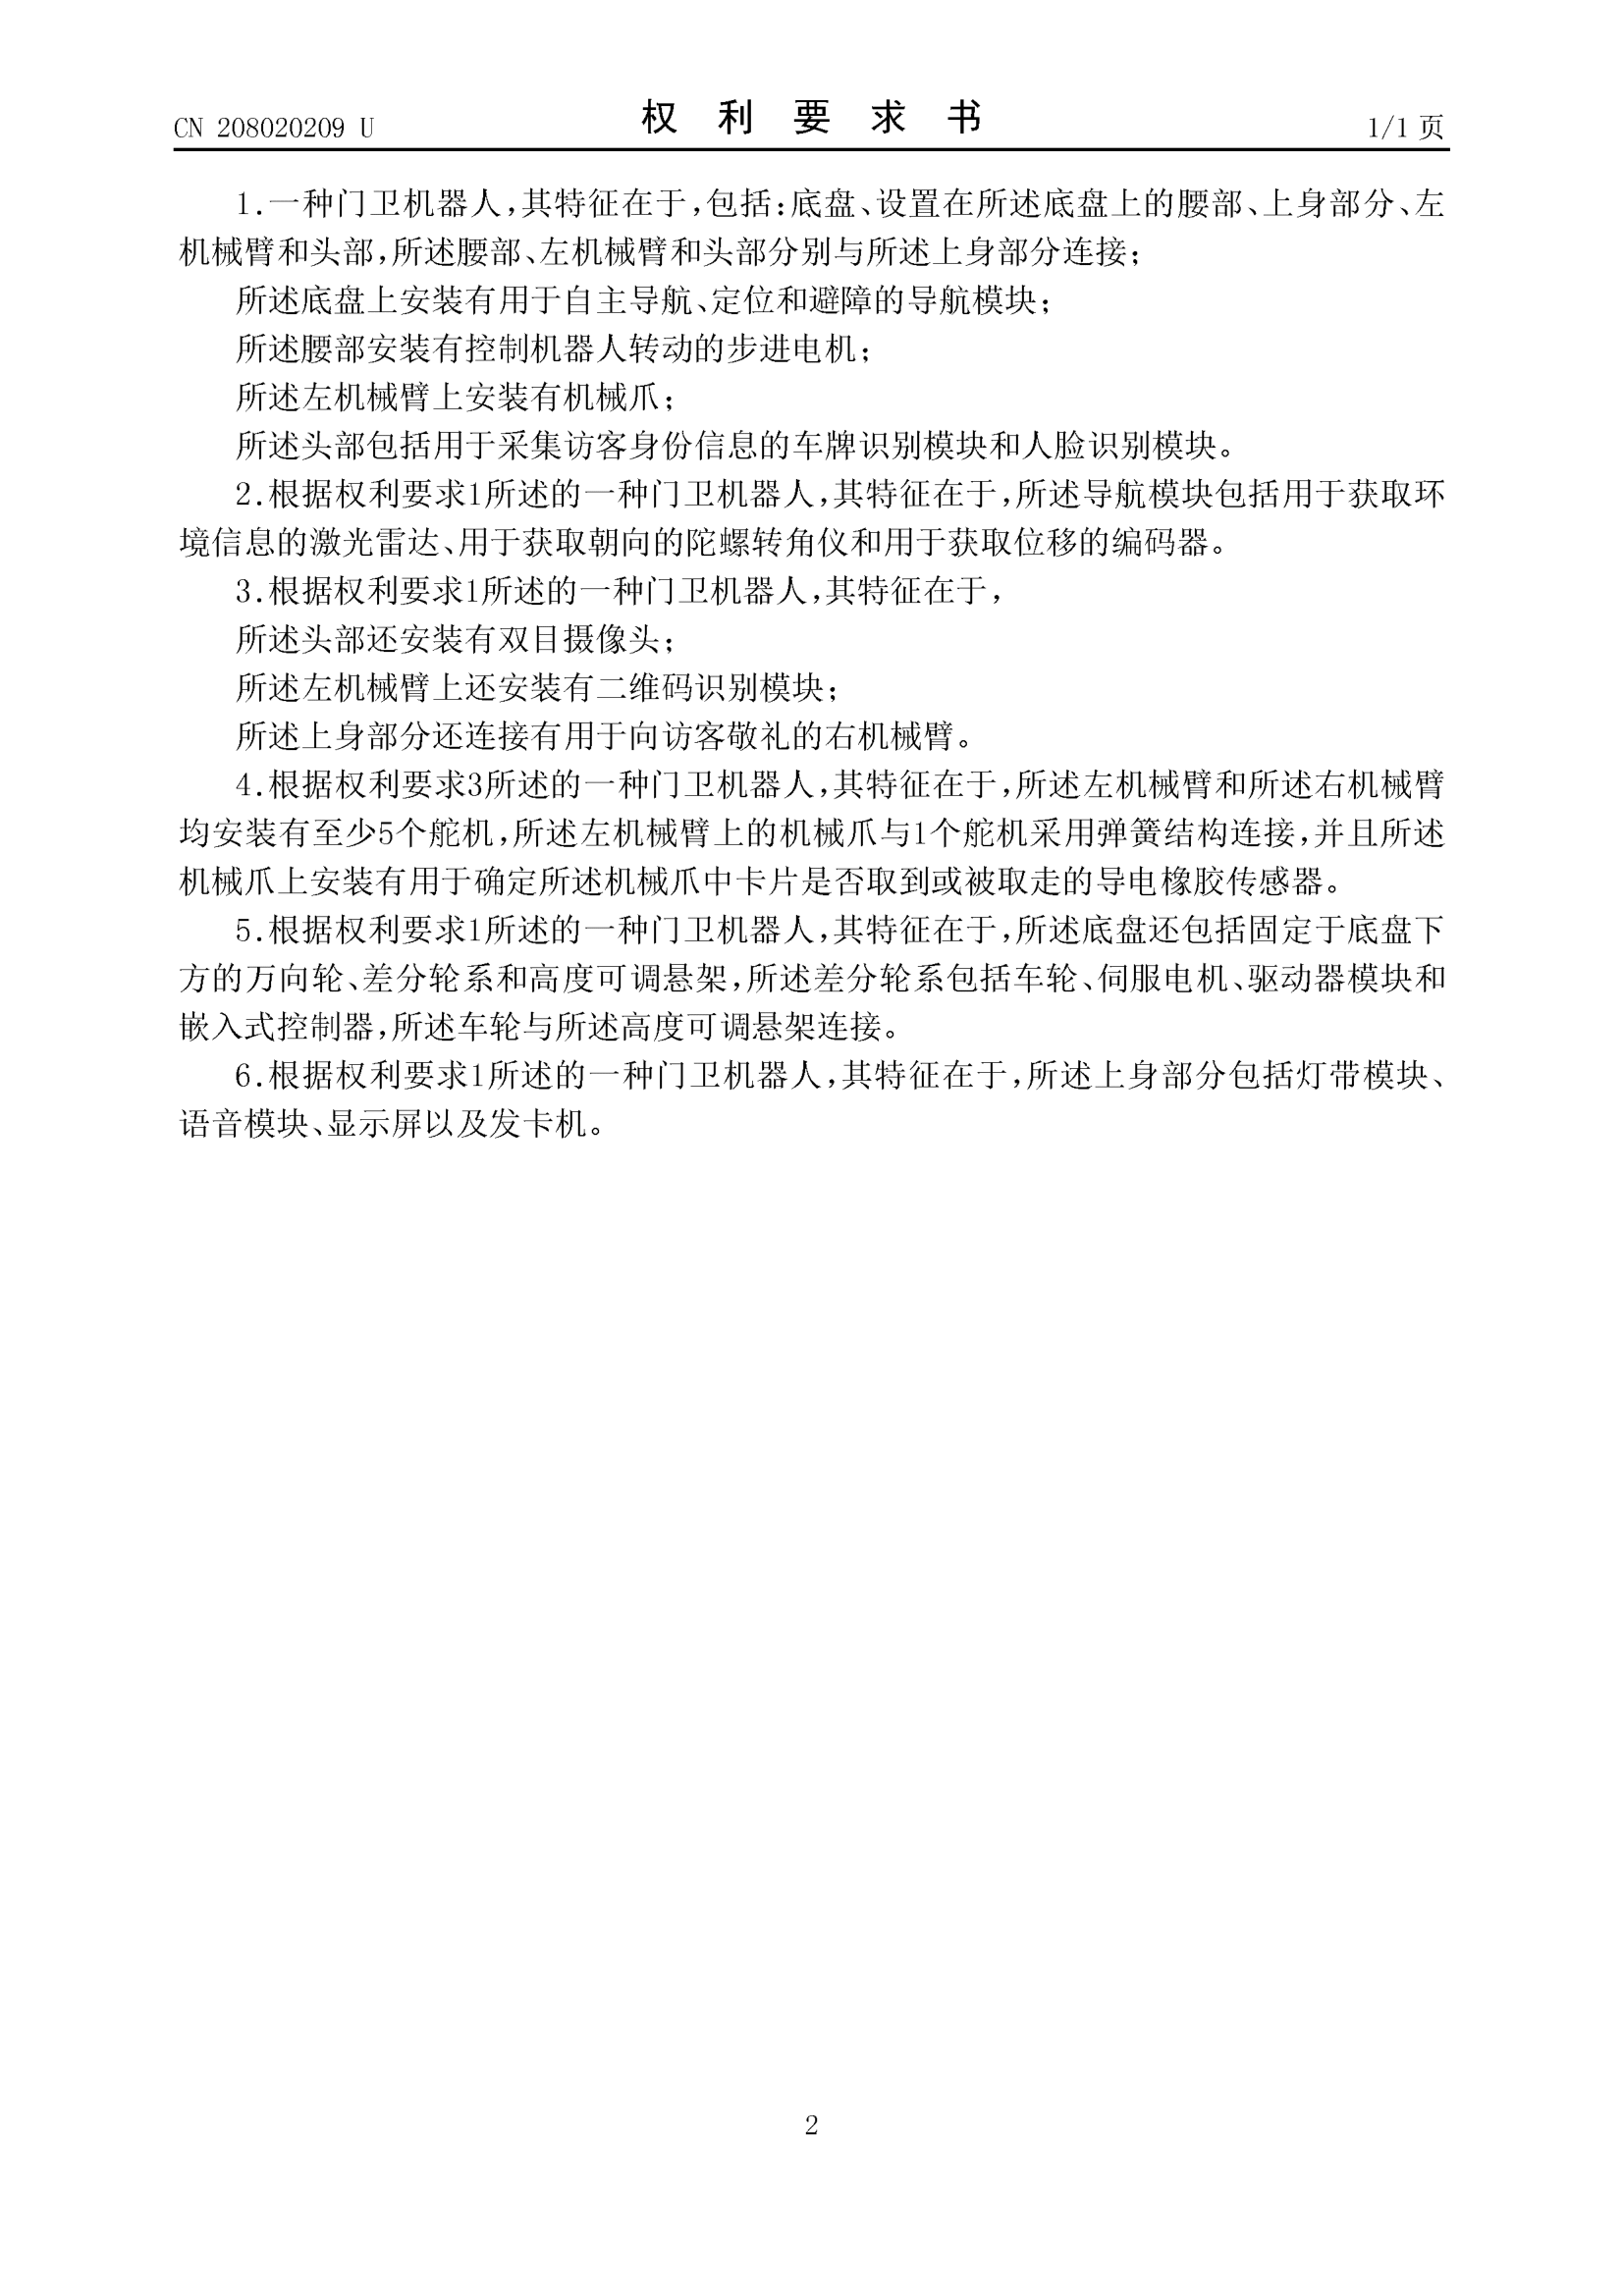 CN 208020209 U
权利要求书
1/1 页
1.一种门卫机器人,其特征在于,包括:底盘、设置在所述底盘上的腰部、上身部分、左
机械臂和头部,所述腰部、左机械臂和头部分别与所述上身部分连接;
所述底盘上安装有用于自主导航、定位和避障的导航模块;
所述腰部安装有控制机器人转动的步进电机;
所述左机械臂上安装有机械爪;
所述头部包括用于采集访客身份信息的车牌识别模块和人脸识别模块。
2.根据权利要求1所述的一种门卫机器人,其特征在于,所述导航模块包括用于获取环
境信息的激光雷达、用于获取朝向的陀螺转角仪和用于获取位移的编码器。
3.根据权利要求1所述的一种门卫机器人,其特征在于,
所述头部还安装有双目摄像头;
所述左机械臂上还安装有二维码识别模块;
所述上身部分还连接有用于向访客敬礼的右机械臂。
4.根据权利要求3所述的一种门卫机器人,其特征在于,所述左机械臂和所述右机械臂
均安装有至少5个舵机,所述左机械臂上的机械爪与1个舵机采用弹簧结构连接,并且所述
机械爪上安装有用于确定所述机械爪中卡片是否取到或被取走的导电橡胶传感器。
5.根据权利要求1所述的一种门卫机器人,其特征在于,所述底盘还包括固定于底盘下
方的万向轮、差分轮系和高度可调悬架,所述差分轮系包括车轮、伺服电机、驱动器模块和
嵌入式控制器,所述车轮与所述高度可调悬架连接。
6.根据权利要求1所述的一种门卫机器人,其特征在于,所述上身部分包括灯带模块、
语音模块、显示屏以及发卡机。
2